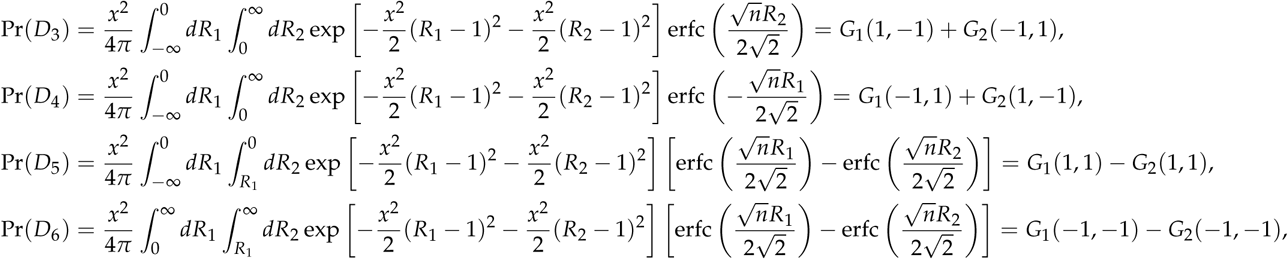 \Pr(D_3) = \frac{x^2}{4\pi} \int_{-\infty}^{0} dR_1 \int_{0}^{\infty} dR_2 \exp\left[-\frac{x^2}{2}(R_1 - 1)^2 - \frac{x^2}{2}(R_2 - 1)^2\right] \operatorname{erfc}\left(\frac{\sqrt{n}R_2}{2\sqrt{2}}\right) = G_1(1, -1) + G_2(-1, 1),
\Pr(D_4) = \frac{x^2}{4\pi} \int_{-\infty}^{0} dR_1 \int_{0}^{\infty} dR_2 \exp\left[-\frac{x^2}{2}(R_1 - 1)^2 - \frac{x^2}{2}(R_2 - 1)^2\right] \operatorname{erfc}\left(-\frac{\sqrt{n}R_1}{2\sqrt{2}}\right) = G_1(-1, 1) + G_2(1, -1),
\Pr(D_5) = \frac{x^2}{4\pi} \int_{-\infty}^{0} dR_1 \int_{R_1}^{0} dR_2 \exp\left[-\frac{x^2}{2}(R_1 - 1)^2 - \frac{x^2}{2}(R_2 - 1)^2\right] \left[\operatorname{erfc}\left(\frac{\sqrt{n}R_1}{2\sqrt{2}}\right) - \operatorname{erfc}\left(\frac{\sqrt{n}R_2}{2\sqrt{2}}\right)\right] = G_1(1, 1) - G_2(1, 1),
\Pr(D_6) = \frac{x^2}{4\pi} \int_{0}^{\infty} dR_1 \int_{R_1}^{\infty} dR_2 \exp\left[-\frac{x^2}{2}(R_1 - 1)^2 - \frac{x^2}{2}(R_2 - 1)^2\right] \left[\operatorname{erfc}\left(\frac{\sqrt{n}R_1}{2\sqrt{2}}\right) - \operatorname{erfc}\left(\frac{\sqrt{n}R_2}{2\sqrt{2}}\right)\right] = G_1(-1, -1) - G_2(-1, -1),